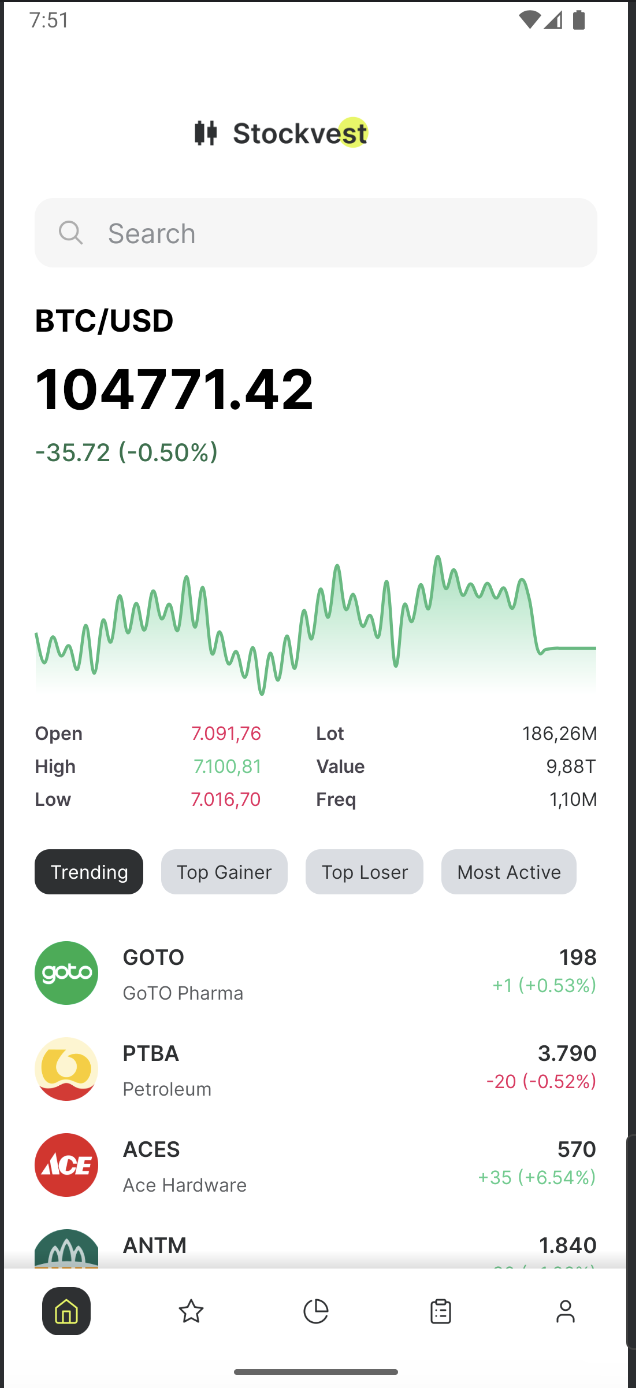 7:51
Stockvest
Search
BTC/USD
104771.42
-35.72 (-0.50%)
Open 7.091,76 Lot 186,26M
High 7.100,81 Value 9,88T
Low 7.016,70 Freq 1,10M
Trending Top Gainer Top Loser Most Active
goto
GOTO 198
GoTO Pharma +1 (+0.53%)
PTBA 3.790
Petroleum -20 (-0.52%)
ACE
ACES 570
Ace Hardware +35 (+6.54%)
ANTM 1.840